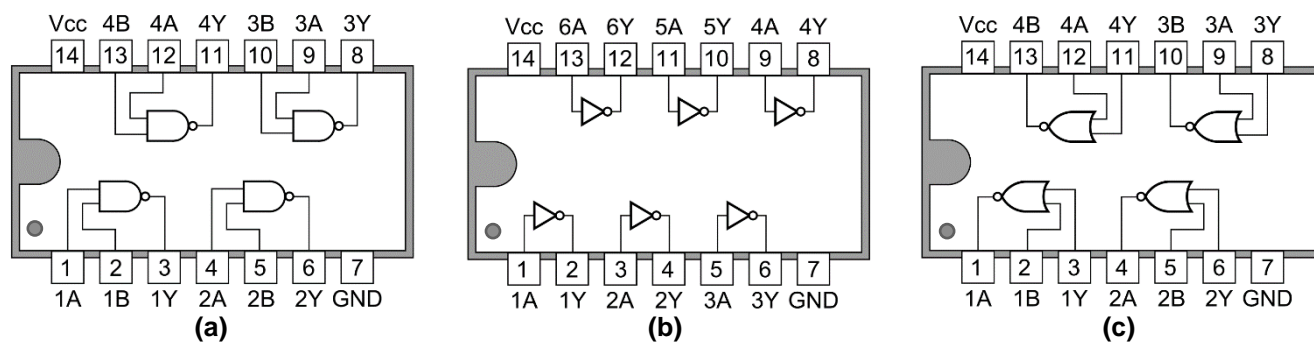 Vcc 4B 4A 4Y 3B 3A 3Y
14 13 12 11 10 9 8
1 2 3 4 5 6 7
1A 1B 1Y 2A 2B 2Y GND
(a)
Vcc 6A 6Y 5A 5Y 4A 4Y
14 13 12 11 10 9 8
1 2 3 4 5 6 7
1A 1Y 2A 2Y 3A 3Y GND
(b)
Vcc 4B 4A 4Y 3B 3A 3Y
14 13 12 11 10 9 8
1 2 3 4 5 6 7
1A 1B 1Y 2A 2B 2Y GND
(c)